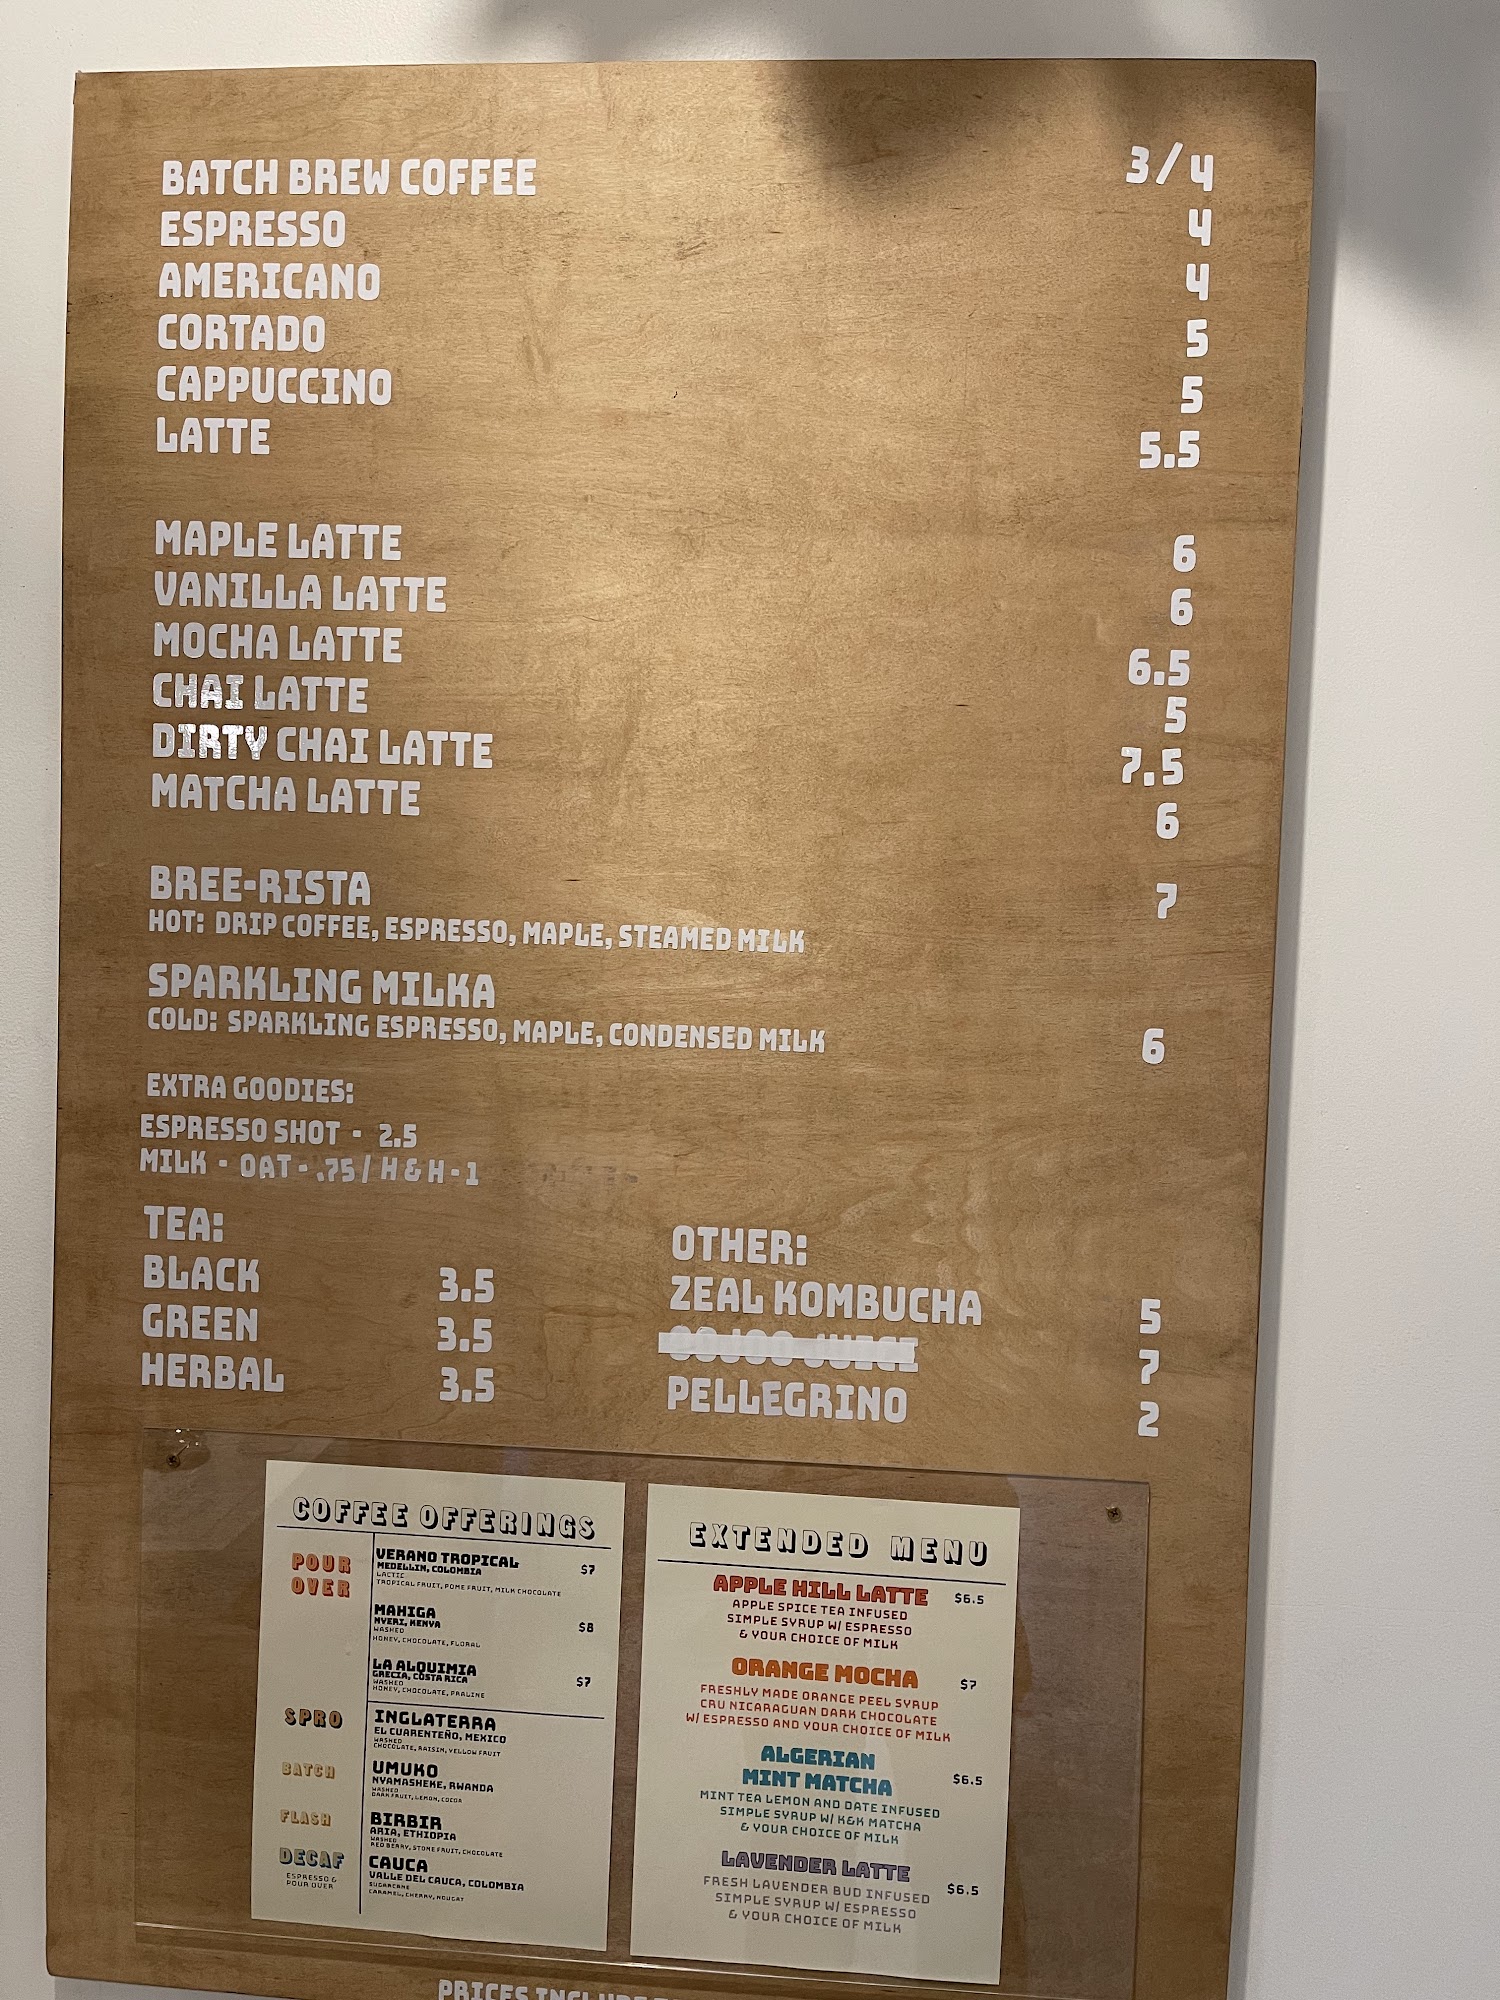 BATCH BREW COFFEE 3/4
ESPRESSO 4
AMERICANO 4
CORTADO 5
CAPPUCCINO 5
LATTE 5.5
MAPLE LATTE 6
VANILLA LATTE 6
MOCHA LATTE 6.5
CHAI LATTE 5
DIRTY CHAI LATTE 7.5
MATCHA LATTE 6
BREE-RISTA 7
HOT: DRIP COFFEE, ESPRESSO, MAPLE, STEAMED MILK
SPARKLING MILKA
COLD: SPARKLING ESPRESSO, MAPLE, CONDENSED MILK 6
EXTRA GOODIES:
ESPRESSO SHOT - 2.5
MILK - OAT - .75 / H & H - 1
TEA:
BLACK 3.5
GREEN 3.5
HERBAL 3.5
OTHER:
ZEAL KOMBUCHA 5
JUICE 7
PELLEGRINO 2
COFFEE OFFERINGS
POUR
OVER
VERANO TROPICAL $7
MEDELLIN, COLOMBIA
LACTIC
TROPICAL FRUIT, POME FRUIT, MILK CHOCOLATE
MAHIGA $8
NYERI, KENYA
WASHED
HONEY, CHOCOLATE, FLORAL
LA ALQUIMIA $7
GRECIA, COSTA RICA
WASHED
HONEY, CHOCOLATE, PRALINE
SPRO
INGLATERRA
EL CUARENTEÑO, MEXICO
WASHED
CHOCOLATE, RAISIN, YELLOW FRUIT
BATCH
UMUKO
NYAMASHEKE, RWANDA
WASHED
DARK FRUIT, LEMON, COCOA
FLASH
BIRBIR
ARIA, ETHIOPIA
WASHED
RED BERRY, STONE FRUIT, CHOCOLATE
DECAF
ESPRESSO &
POUR OVER
CAUCA
VALLE DEL CAUCA, COLOMBIA
SUGARCANE
CARAMEL, CHERRY, NOUGAT
EXTENDED MENU
APPLE HILL LATTE $6.5
APPLE SPICE TEA INFUSED
SIMPLE SYRUP W/ ESPRESSO
& YOUR CHOICE OF MILK
ORANGE MOCHA $7
FRESHLY MADE ORANGE PEEL SYRUP
CRU NICARAGUAN DARK CHOCOLATE
W/ ESPRESSO AND YOUR CHOICE OF MILK
ALGERIAN
MINT MATCHA $6.5
MINT TEA LEMON AND DATE INFUSED
SIMPLE SYRUP W/ K&K MATCHA
& YOUR CHOICE OF MILK
LAVENDER LATTE $6.5
FRESH LAVENDER BUD INFUSED
SIMPLE SYRUP W/ ESPRESSO
& YOUR CHOICE OF MILK
PRICES INCLUDE